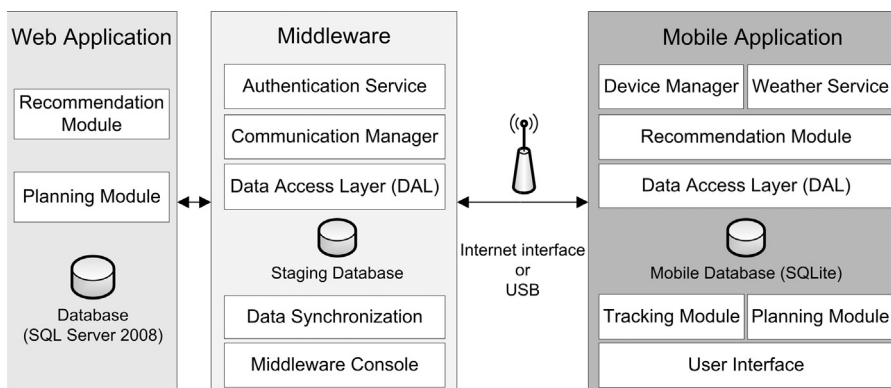 Web Application
Recommendation
Module
Planning Module
Database
(SQL Server 2008)
Middleware
Authentication Service
Communication Manager
Data Access Layer (DAL)
Staging Database
Data Synchronization
Middleware Console
Internet interface
or
USB
Mobile Application
Device Manager
Weather Service
Recommendation Module
Data Access Layer (DAL)
Mobile Database (SQLite)
Tracking Module
Planning Module
User Interface